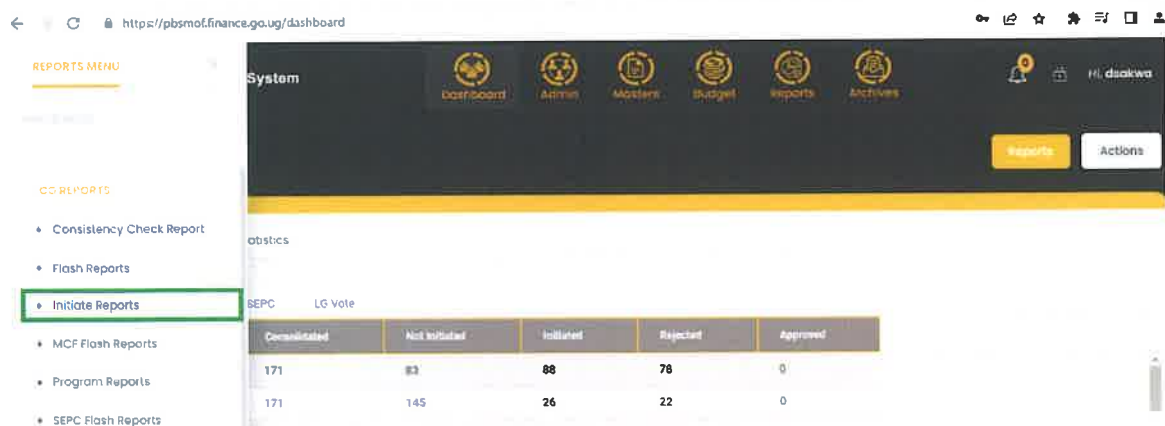 https://pbsmof.finance.go.ug/dashboard
REPORTS MENU
System
Dashboard Admin Masters Budget Reports Archives
0
Hi, dsakwa
Reports Actions
Consistency Check Report
Flash Reports
Initiate Reports
MCF Flash Reports
Program Reports
SEPC Flash Reports
atistics
SEPC LG Vote
Consolidated Not Initiated Initiated Rejected Approved
171 83 88 78 0
171 145 26 22 0